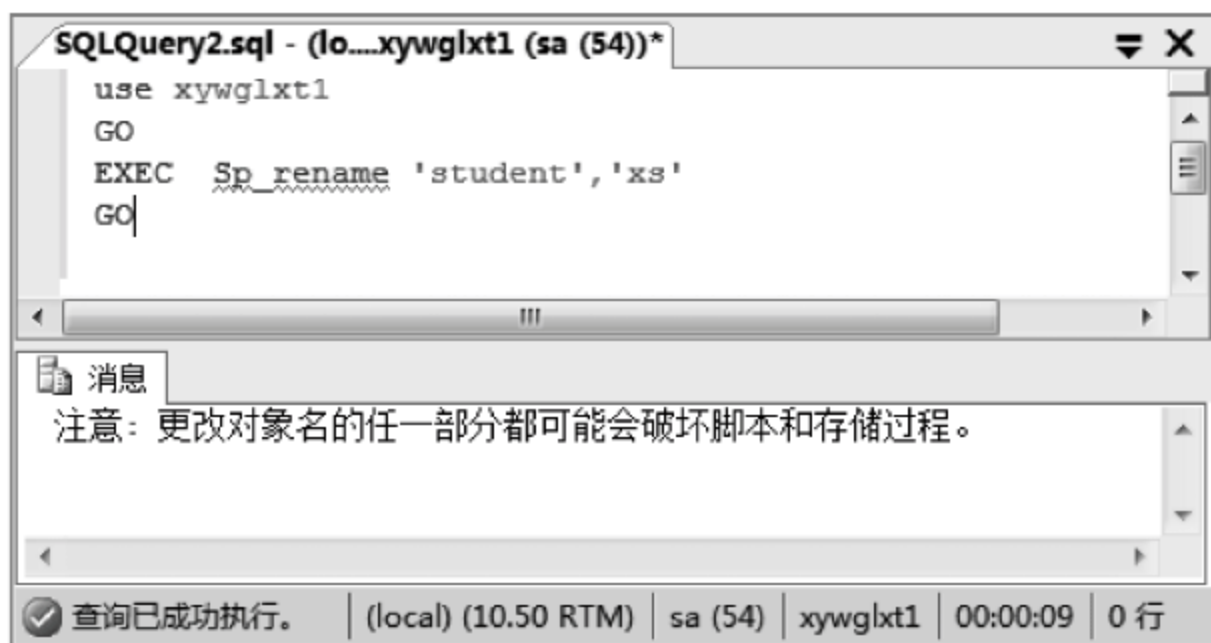 SQLQuery2.sql - (lo....xywglxt1 (sa (54))*
use xywglxt1
GO
EXEC  Sp_rename 'student','xs'
GO
消息
注意: 更改对象名的任一部分都可能会破坏脚本和存储过程。
查询已成功执行。 (local) (10.50 RTM) sa (54) xywglxt1 00:00:09 0 行